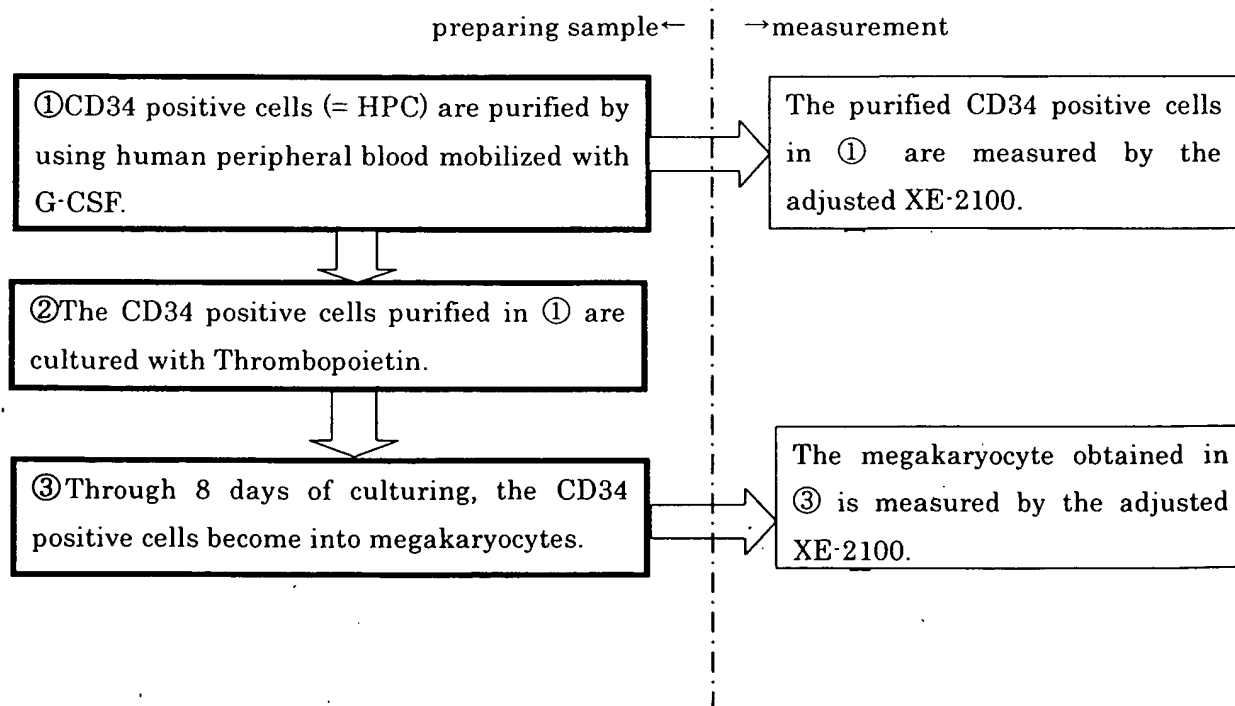 preparing sample← →measurement
①CD34 positive cells (= HPC) are purified by
using human peripheral blood mobilized with
G-CSF.
The purified CD34 positive cells
in ① are measured by the
adjusted XE-2100.
②The CD34 positive cells purified in ① are
cultured with Thrombopoietin.
③Through 8 days of culturing, the CD34
positive cells become into megakaryocytes.
The megakaryocyte obtained in
③ is measured by the adjusted
XE-2100.